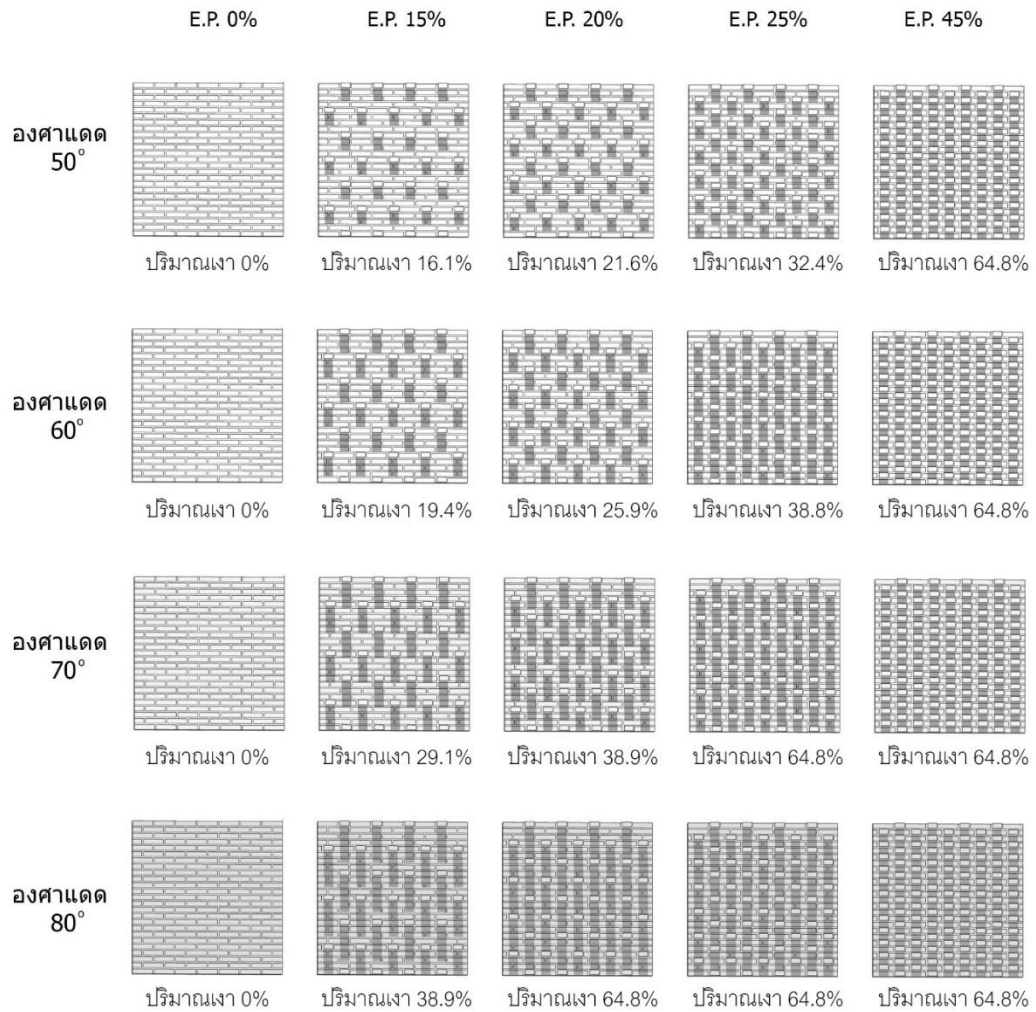 E.P. 0% E.P. 15% E.P. 20% E.P. 25% E.P. 45%
องศาแดด
50°
ปริมาณเงา 0% ปริมาณเงา 16.1% ปริมาณเงา 21.6% ปริมาณเงา 32.4% ปริมาณเงา 64.8%
องศาแดด
60°
ปริมาณเงา 0% ปริมาณเงา 19.4% ปริมาณเงา 25.9% ปริมาณเงา 38.8% ปริมาณเงา 64.8%
องศาแดด
70°
ปริมาณเงา 0% ปริมาณเงา 29.1% ปริมาณเงา 38.9% ปริมาณเงา 64.8% ปริมาณเงา 64.8%
องศาแดด
80°
ปริมาณเงา 0% ปริมาณเงา 38.9% ปริมาณเงา 64.8% ปริมาณเงา 64.8% ปริมาณเงา 64.8%